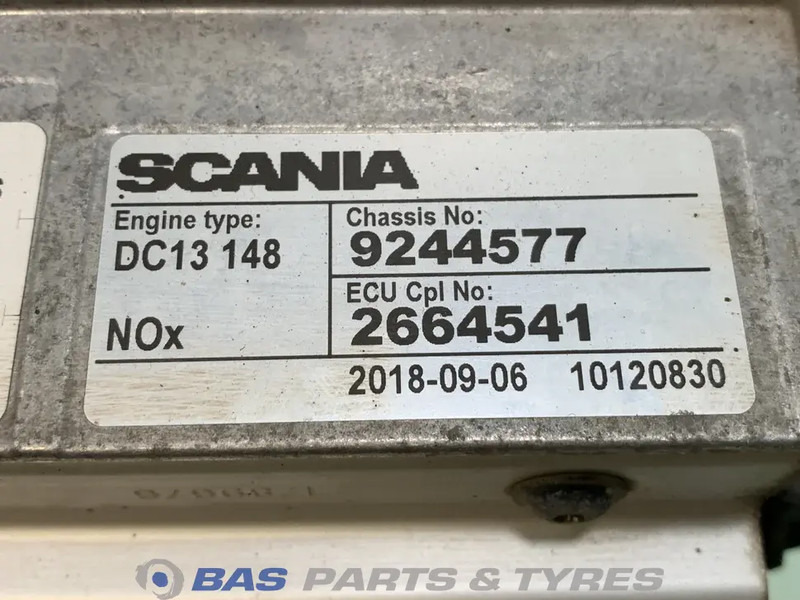 SCANIA
Engine type:
DC13 148
NOx
Chassis No:
9244577
ECU Cpl No:
2664541
2018-09-06 10120830
BAS PARTS & TYRES